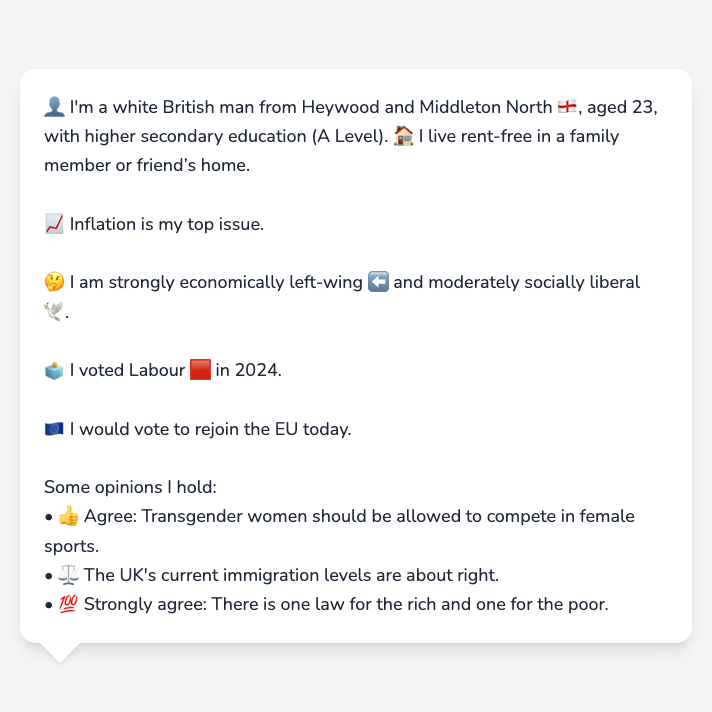 👤 I'm a white British man from Heywood and Middleton North 🏴󠁧󠁢󠁥󠁮󠁧󠁿, aged 23,
with higher secondary education (A Level). 🏠 I live rent-free in a family
member or friend’s home.
📈 Inflation is my top issue.
🤔 I am strongly economically left-wing ⬅️ and moderately socially liberal
🕊️.
🗳️ I voted Labour 🟥 in 2024.
🇪🇺 I would vote to rejoin the EU today.
Some opinions I hold:
• 👍 Agree: Transgender women should be allowed to compete in female
sports.
• ⚖️ The UK's current immigration levels are about right.
• 💯 Strongly agree: There is one law for the rich and one for the poor.